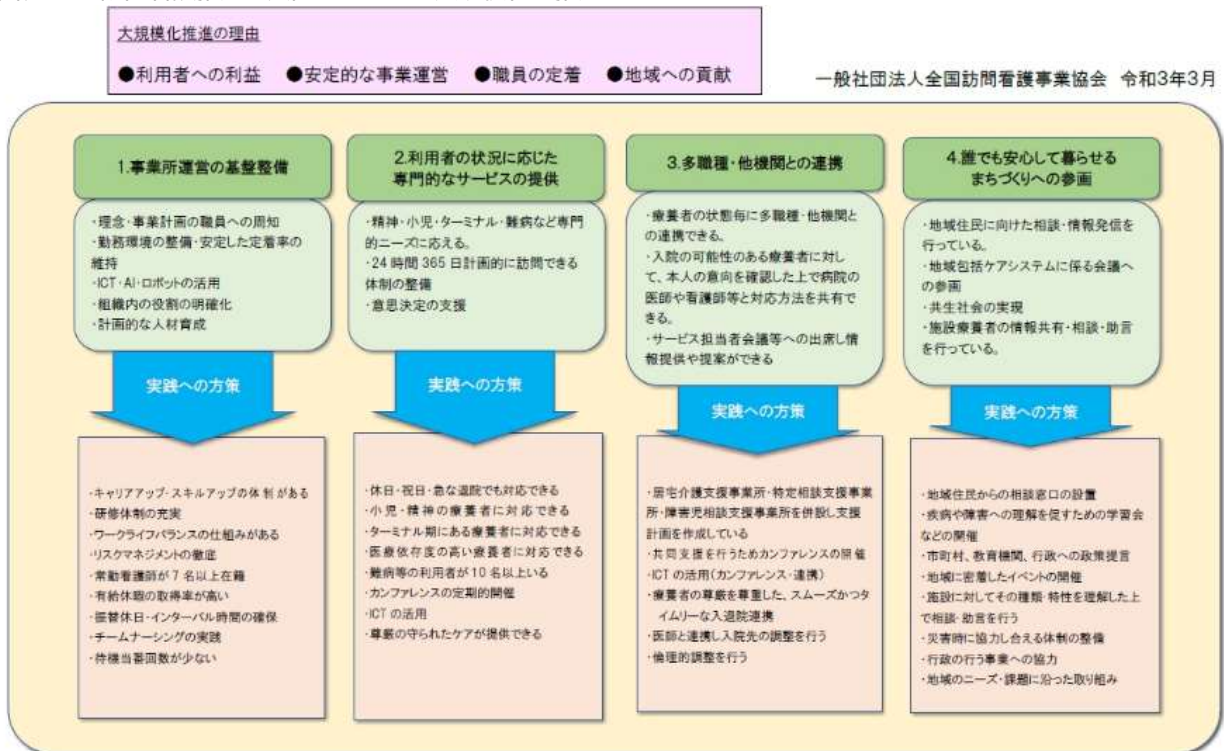 大規模化推進の理由
●利用者への利益 ●安定的な事業運営 ●職員の定着 ●地域への貢献
一般社団法人全国訪問看護事業協会 令和3年3月
1.事業所運営の基盤整備
・理念・事業計画の職員への周知
・勤務環境の整備・安定した定着率の
維持
・ICT・AI・ロボットの活用
・組織内の役割の明確化
・計画的な人材育成
実践への方策
・キャリアアップ・スキルアップの体制がある
・研修体制の充実
・ワークライフバランスの仕組みがある
・リスクマネジメントの徹底
・常勤看護師が7名以上在籍
・有給休暇の取得率が高い
・振替休日・インターバル時間の確保
・チームナーシングの実践
・待機当番回数が少ない
2.利用者の状況に応じた
専門的なサービスの提供
・精神・小児・ターミナル・難病など専門
的ニーズに応える。
・24時間365日計画的に訪問できる
体制の整備
・意思決定の支援
実践への方策
・休日・祝日・急な退院でも対応できる
・小児・精神の療養者に対応できる
・ターミナル期にある療養者に対応できる
・医療依存度の高い療養者に対応できる
・難病等の利用者が10名以上いる
・カンファレンスの定期的開催
・ICTの活用
・尊厳の守られたケアが提供できる
3.多職種・他機関との連携
・療養者の状態毎に多職種・他機関と
の連携できる。
・入院の可能性のある療養者に対し
て、本人の意向を確認した上で病院の
医師や看護師等と対応方法を共有で
きる。
・サービス担当者会議等への出席し情
報提供や提案ができる
実践への方策
・居宅介護支援事業所・特定相談支援事業
所・障害児相談支援事業所を併設し支援
計画を作成している
・共同支援を行うためカンファレンスの開催
・ICTの活用(カンファレンス・連携)
・療養者の尊厳を尊重した、スムーズかつタ
イムリーな入退院連携
・医師と連携し入院先の調整を行う
・倫理的調整を行う
4.誰でも安心して暮らせる
まちづくりへの参画
・地域住民に向けた相談・情報発信を
行っている。
・地域包括ケアシステムに係る会議へ
の参画
・共生社会の実現
・施設療養者の情報共有・相談・助言
を行っている。
実践への方策
・地域住民からの相談窓口の設置
・疾病や障害への理解を促すための学習会
などの開催
・市町村、教育機関、行政への政策提言
・地域に密着したイベントの開催
・施設に対してその種類・特性を理解した上
で相談・助言を行う
・災害時に協力し合える体制の整備
・行政の行う事業への協力
・地域のニーズ・課題に沿った取り組み